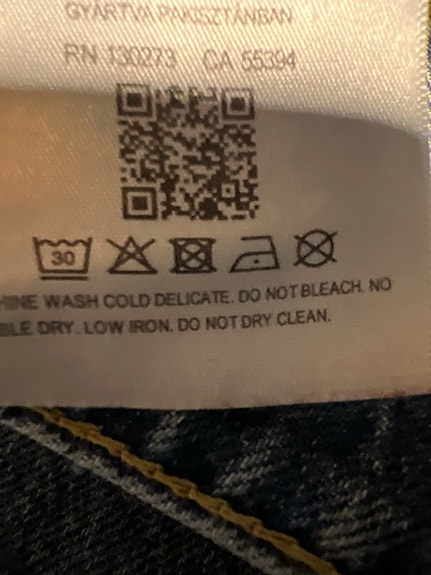 GYÁRTVA PAKISZTÁNBAN
RN 130273 CA 55394
30
HINE WASH COLD DELICATE. DO NOT BLEACH. NO
BLE DRY. LOW IRON. DO NOT DRY CLEAN.